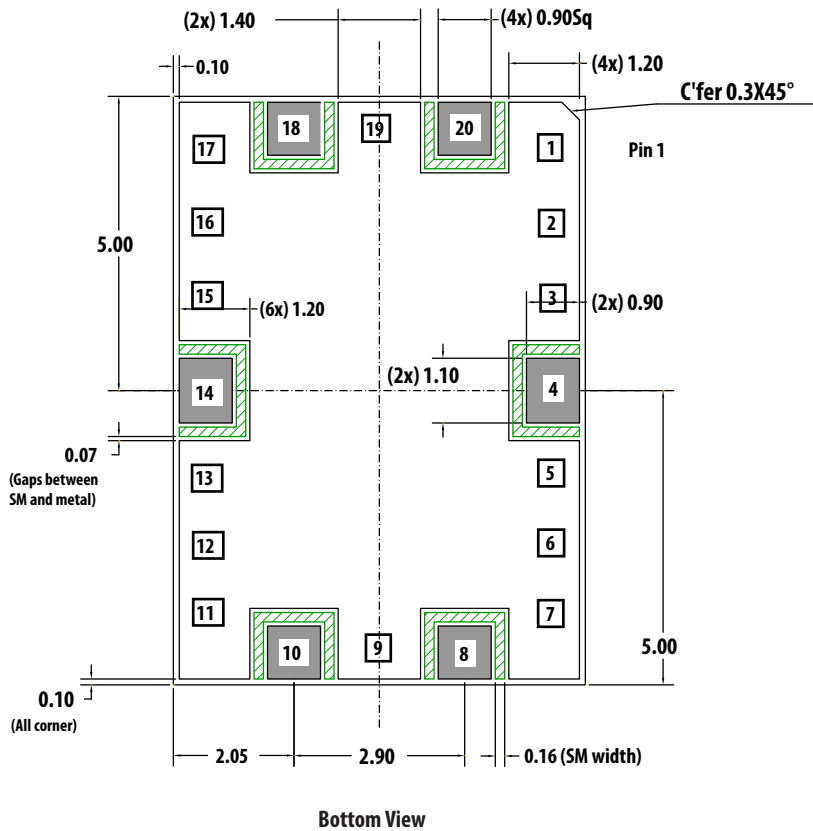 (2x) 1.40
(4x) 0.90Sq
0.10
(4x) 1.20
C'fer 0.3X45°
18
19
20
17
1
Pin 1
16
2
5.00
15
(6x) 1.20
3
(2x) 0.90
(2x) 1.10
14
4
0.07
(Gaps between
SM and metal)
13
5
12
6
11
7
10
9
8
5.00
0.10
(All corner)
2.05
2.90
0.16 (SM width)
Bottom View